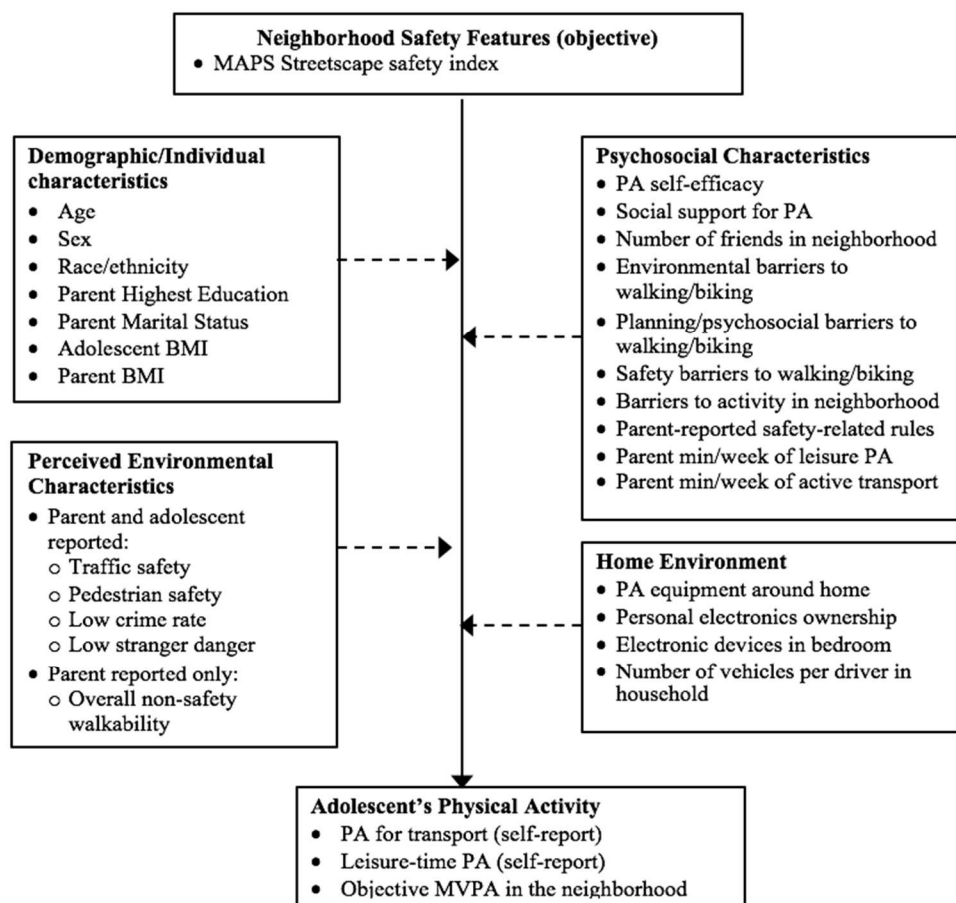 Neighborhood Safety Features (objective)
• MAPS Streetscape safety index
Demographic/Individual
characteristics
• Age
• Sex
• Race/ethnicity
• Parent Highest Education
• Parent Marital Status
• Adolescent BMI
• Parent BMI
Psychosocial Characteristics
• PA self-efficacy
• Social support for PA
• Number of friends in neighborhood
• Environmental barriers to
walking/biking
• Planning/psychosocial barriers to
walking/biking
• Safety barriers to walking/biking
• Barriers to activity in neighborhood
• Parent-reported safety-related rules
• Parent min/week of leisure PA
• Parent min/week of active transport
Perceived Environmental
Characteristics
• Parent and adolescent
reported:
o Traffic safety
o Pedestrian safety
o Low crime rate
o Low stranger danger
• Parent reported only:
o Overall non-safety
walkability
Home Environment
• PA equipment around home
• Personal electronics ownership
• Electronic devices in bedroom
• Number of vehicles per driver in
household
Adolescent's Physical Activity
• PA for transport (self-report)
• Leisure-time PA (self-report)
• Objective MVPA in the neighborhood